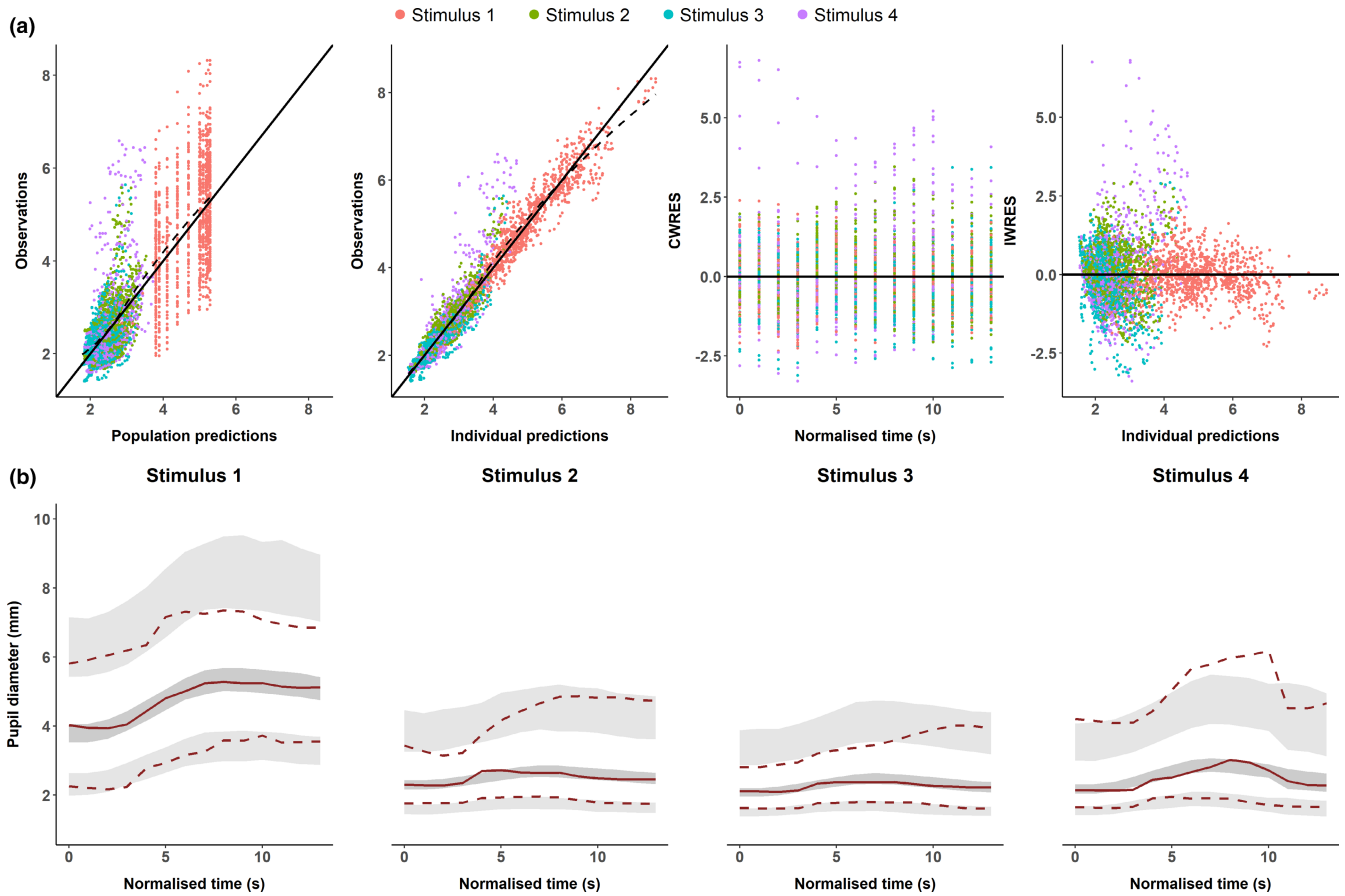 (a)
Stimulus 1 Stimulus 2 Stimulus 3 Stimulus 4
Observations
8
6
4
2
2 4 6 8
Population predictions
Observations
8
6
4
2
2 4 6 8
Individual predictions
CWRES
5.0
2.5
0.0
-2.5
0 5 10
Normalised time (s)
IWRES
5.0
2.5
0.0
-2.5
2 4 6 8
Individual predictions
(b)
Stimulus 1 Stimulus 2 Stimulus 3 Stimulus 4
Pupil diameter (mm)
10
8
6
4
2
0 5 10
Normalised time (s)
0 5 10
Normalised time (s)
0 5 10
Normalised time (s)
0 5 10
Normalised time (s)